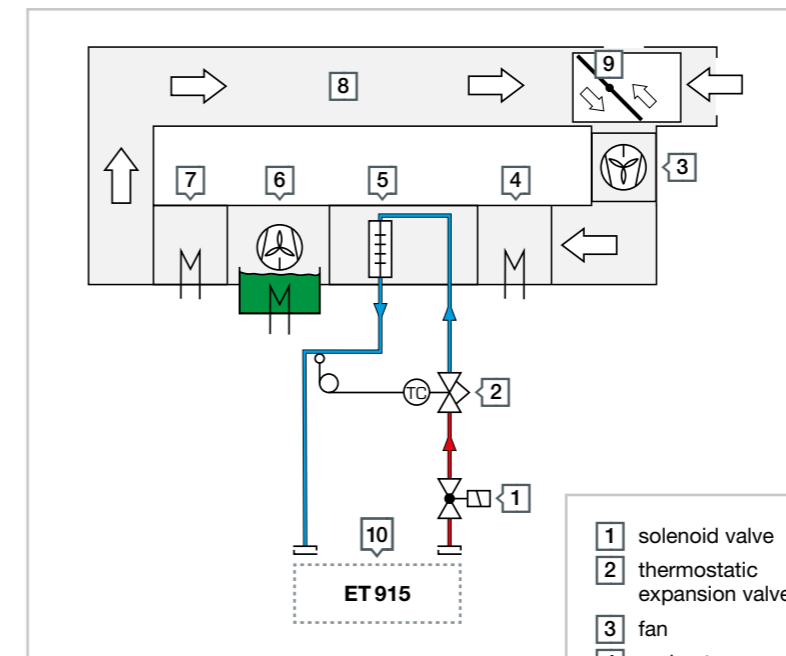 9
8
3
7
6
5
4
TC
2
1
10
ET 915
1 solenoid valve
2 thermostatic
expansion valve
3 fan